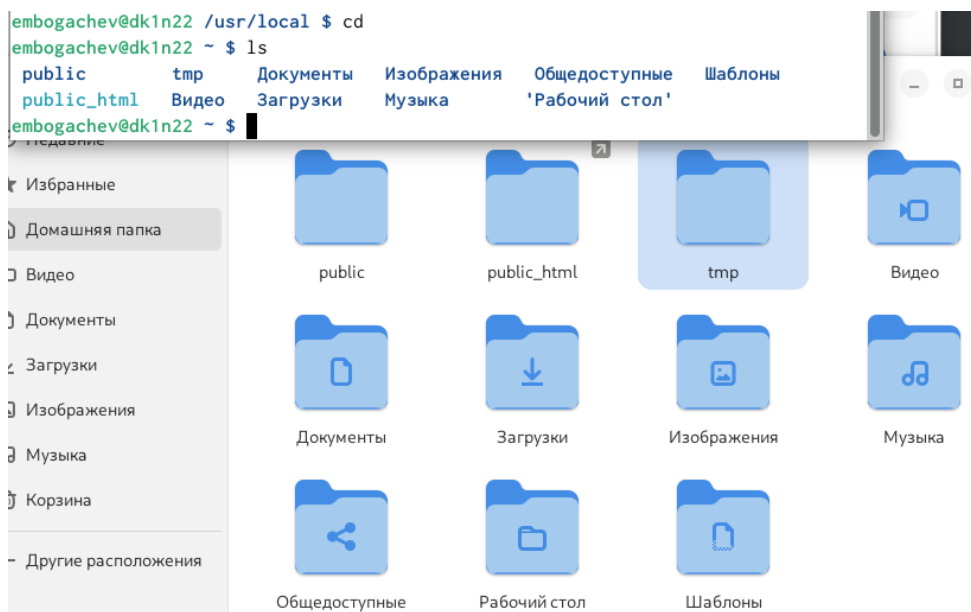 embogachev@dk1n22 /usr/local $ cd
embogachev@dk1n22 ~ $ ls
public tmp Документы Изображения Общедоступные Шаблоны
public_html Видео Загрузки Музыка 'Рабочий стол'
embogachev@dk1n22 ~ $
Недавние
Избранные
Домашняя папка
Видео
Документы
Загрузки
Изображения
Музыка
Корзина
Другие расположения
public public_html tmp Видео
Документы Загрузки Изображения Музыка
Общедоступные Рабочий стол Шаблоны